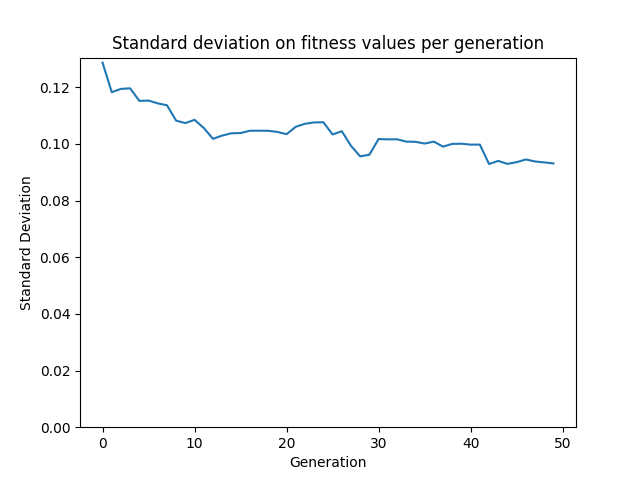 Standard deviation on fitness values per generation
Standard Deviation
0.12
0.10
0.08
0.06
0.04
0.02
0.00
0 10 20 30 40 50
Generation